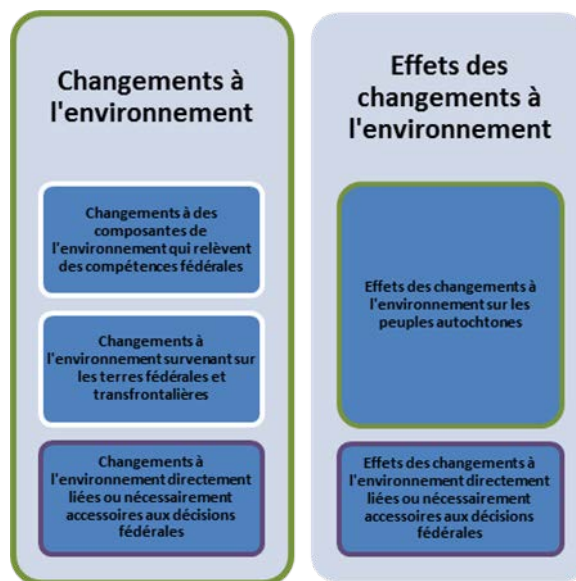 Changements à
l'environnement
Changements à des
composantes de
l'environnement qui relèvent
des compétences fédérales
Changements à
l'environnement survenant sur
les terres fédérales et
transfrontalières
Changements à
l'environnement directement
liées ou nécessairement
accessoires aux décisions
fédérales
Effets des
changements à
l'environnement
Effets des changements à
l'environnement sur les
peuples autochtones
Effets des changements à
l'environnement directement
liées ou nécessairement
accessoires aux décisions
fédérales